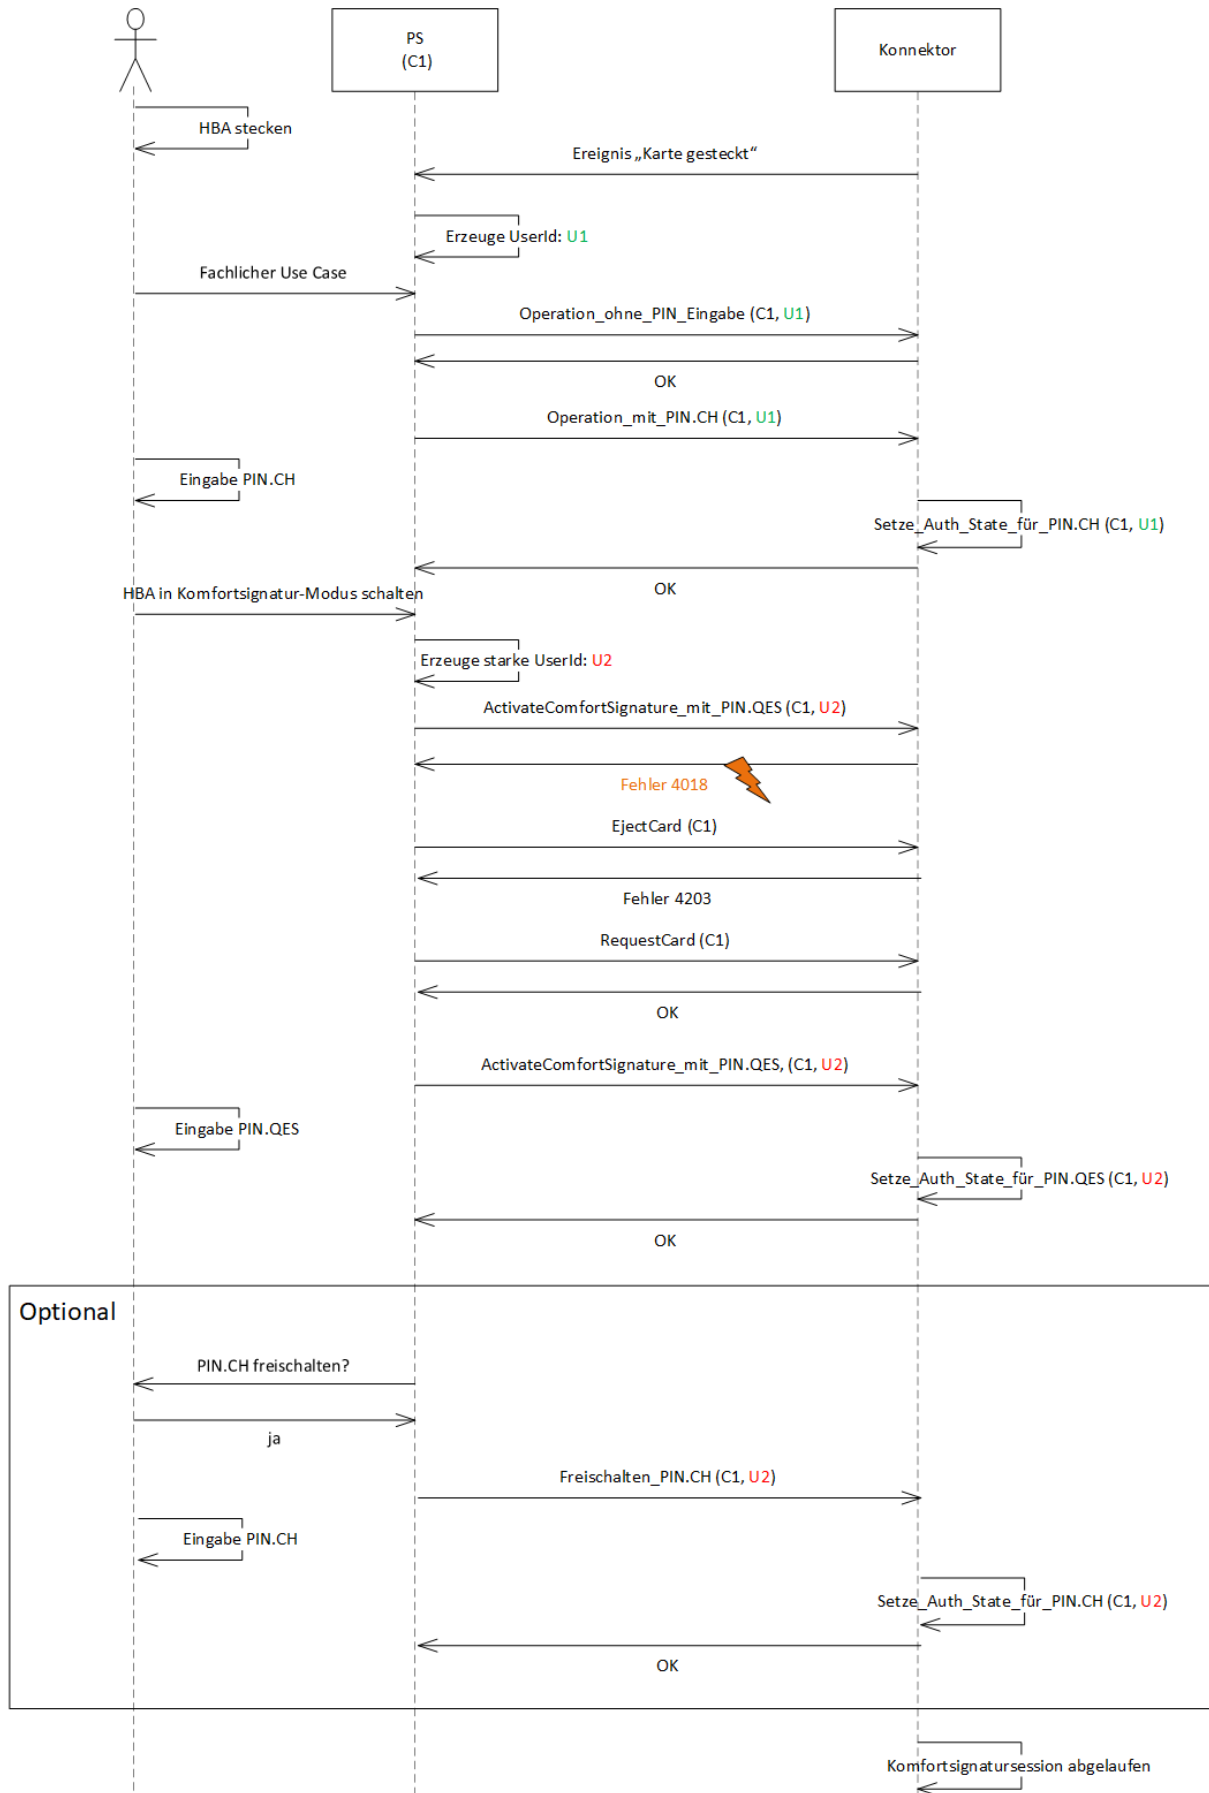 PS
(C1)
Konnektor
HBA stecken
Ereignis „Karte gesteckt“
Erzeuge UserId: U1
Fachlicher Use Case
Operation_ohne_PIN_Eingabe (C1, U1)
OK
Operation_mit_PIN.CH (C1, U1)
Eingabe PIN.CH
Setze_Auth_State_für_PIN.CH (C1, U1)
OK
HBA in Komfortsignatur-Modus schalten
Erzeuge starke UserId: U2
ActivateComfortSignature_mit_PIN.QES (C1, U2)
Fehler 4018
EjectCard (C1)
Fehler 4203
RequestCard (C1)
OK
ActivateComfortSignature_mit_PIN.QES, (C1, U2)
Eingabe PIN.QES
Setze_Auth_State_für_PIN.QES (C1, U2)
OK
Optional
PIN.CH freischalten?
ja
Freischalten_PIN.CH (C1, U2)
Eingabe PIN.CH
Setze_Auth_State_für_PIN.CH (C1, U2)
OK
Komfortsignatursession abgelaufen